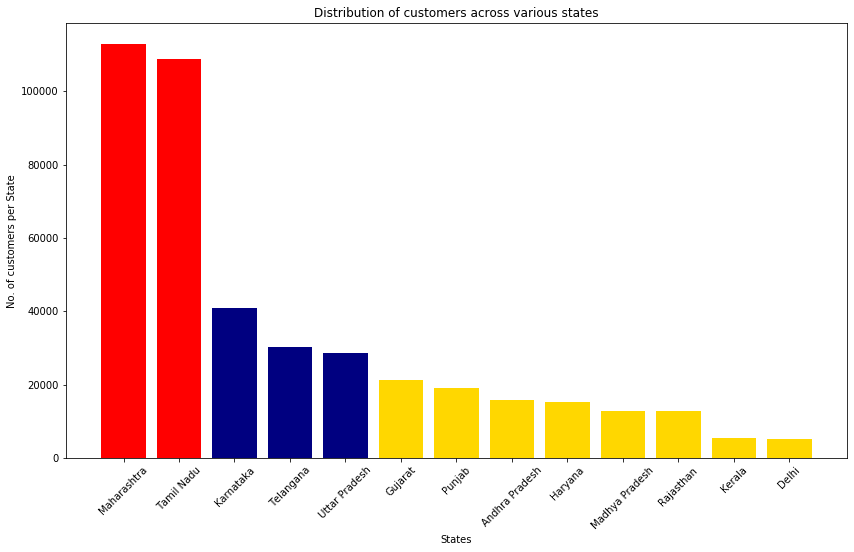 Distribution of customers across various states
No. of customers per State
100000
80000
60000
40000
20000
0
Maharashtra
Tamil Nadu
Karnataka
Telangana
Uttar Pradesh
Gujarat
Punjab
Andhra Pradesh
Haryana
Madhya Pradesh
Rajasthan
Kerala
Delhi
States